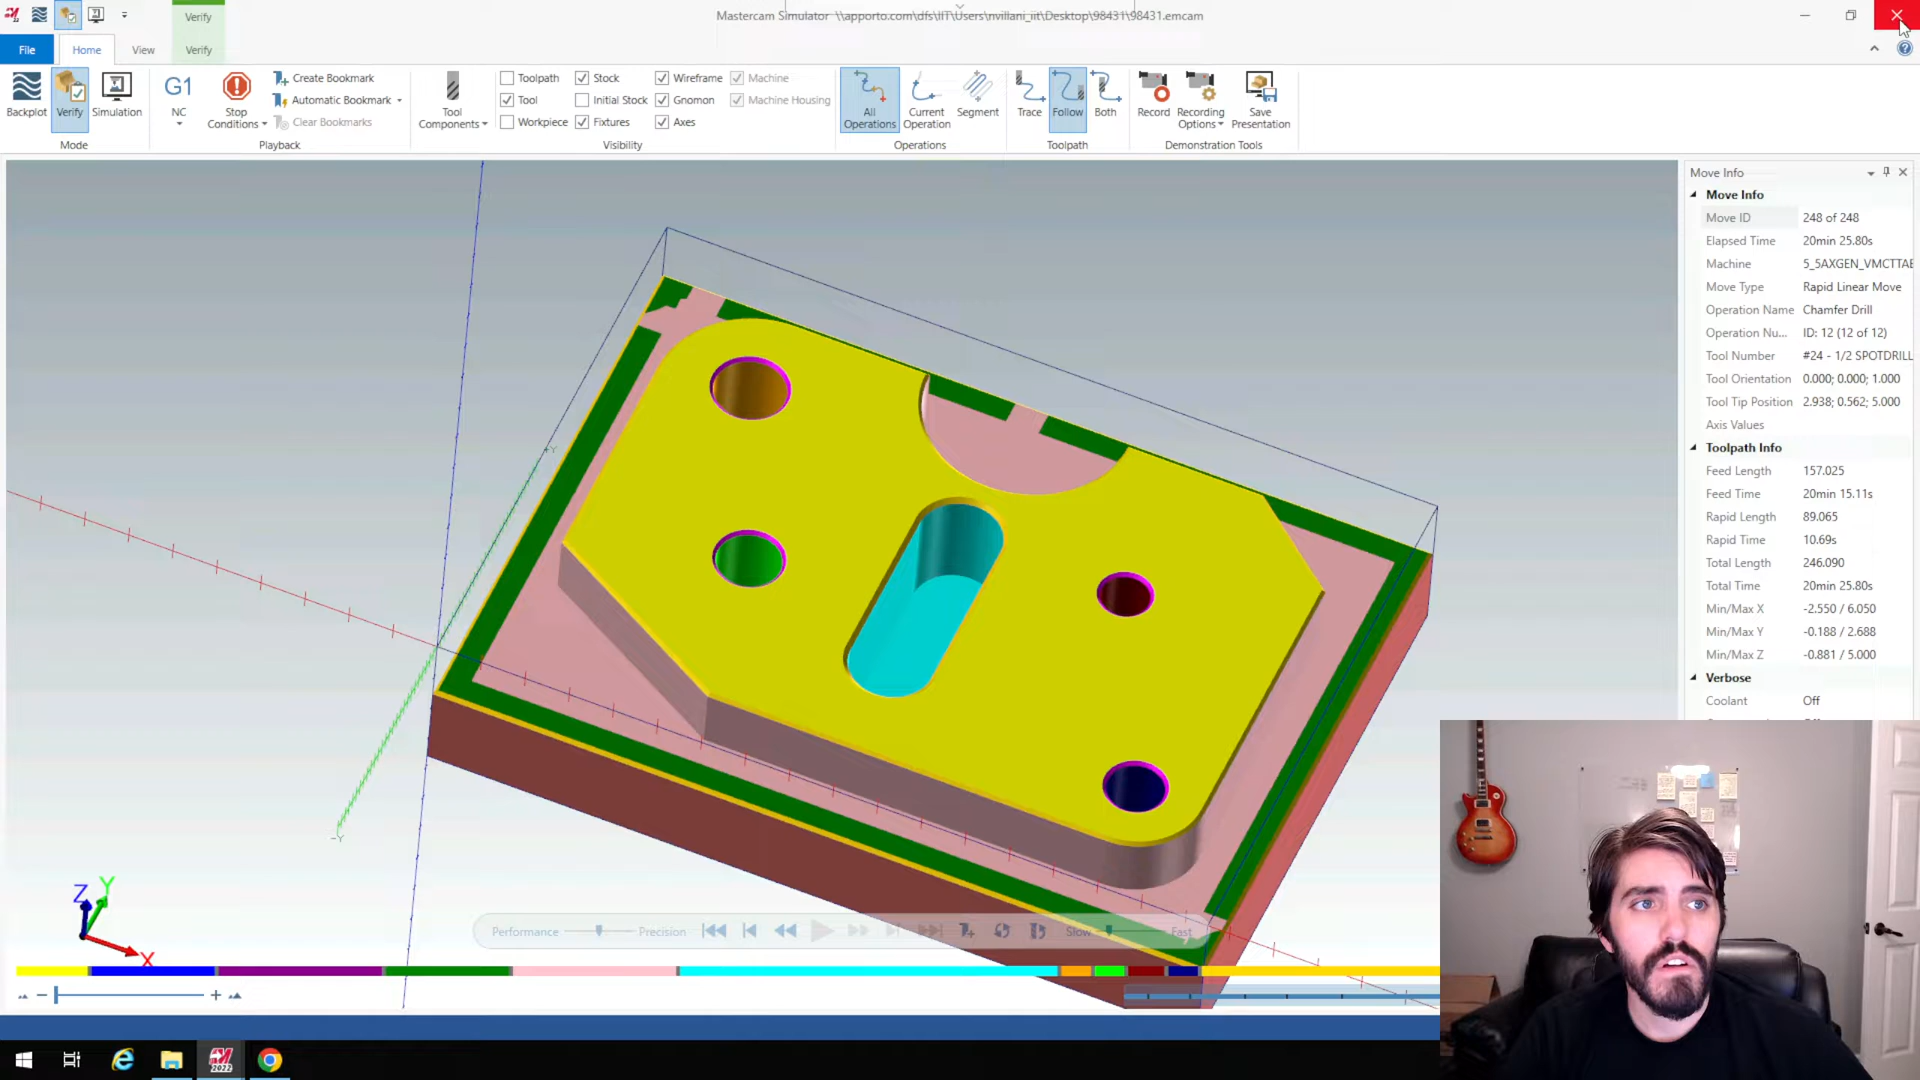 Verify
Mastercam Simulator \\apporto.com\dfs\IIT\Users\nvillani_iit\Desktop\98431\98431.emcam
File
Home
View
Verify
Backplot
Verify
Simulation
Mode
G1
NC
Stop Conditions
Create Bookmark
Automatic Bookmark
Clear Bookmarks
Playback
Tool Components
Toolpath
Tool
Workpiece
Stock
Initial Stock
Fixtures
Wireframe
Gnomon
Axes
Machine
Machine Housing
Visibility
All Operations
Current Operation
Segment
Operations
Trace
Follow
Both
Toolpath
Record
Recording Options
Save Presentation
Demonstration Tools
Move Info
Move Info
Move ID 248 of 248
Elapsed Time 20min 25.80s
Machine 5_5AXGEN_VMCTTAB
Move Type Rapid Linear Move
Operation Name Chamfer Drill
Operation Nu... ID: 12 (12 of 12)
Tool Number #24 - 1/2 SPOTDRILL
Tool Orientation 0.000; 0.000; 1.000
Tool Tip Position 2.938; 0.562; 5.000
Axis Values
Toolpath Info
Feed Length 157.025
Feed Time 20min 15.11s
Rapid Length 89.065
Rapid Time 10.69s
Total Length 246.090
Total Time 20min 25.80s
Min/Max X -2.550 / 6.050
Min/Max Y -0.188 / 2.688
Min/Max Z -0.881 / 5.000
Verbose
Coolant Off
+Y
-Y
Z
Y
X
Performance
Precision
Slow
Fast
2022